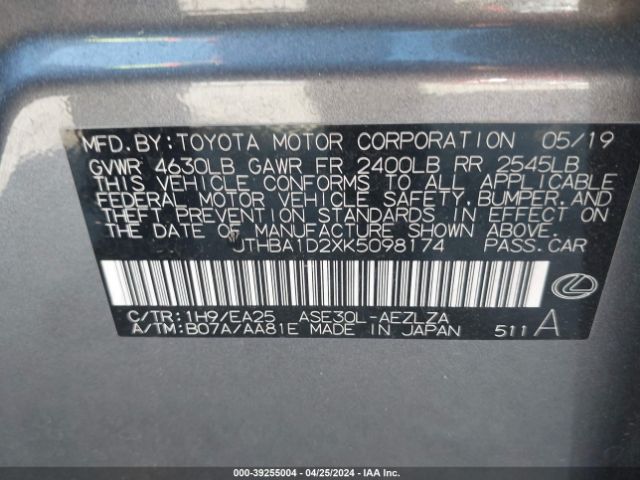 MFD.BY:TOYOTA MOTOR CORPORATION 05/19
GVWR 4630LB GAWR FR 2400LB RR 2545LB
THIS VEHICLE CONFORMS TO ALL APPLICABLE
FEDERAL MOTOR VEHICLE SAFETY,BUMPER,AND
THEFT PREVENTION STANDARDS IN EFFECT ON
THE DATE OF MANUFACTURE SHOWN ABOVE.
JTHBA1D2XK5098174 PASS.CAR
C/TR:1H9/EA25 ASE30L-AEZLZA
A/TM:B07A/AA81E MADE IN JAPAN 511A
000-39255004 - 04/25/2024 - IAA Inc.